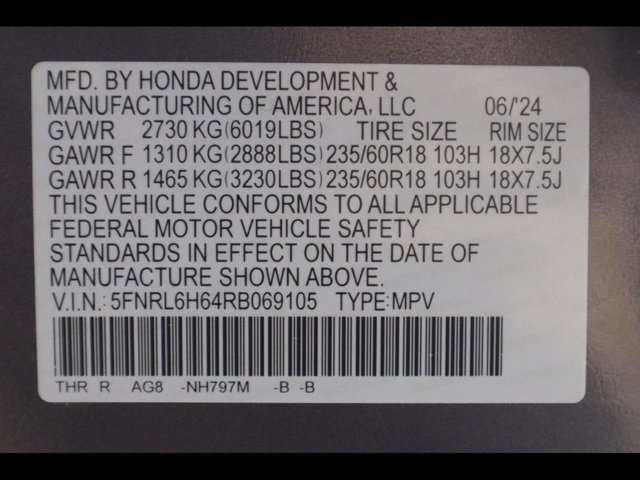 MFD. BY HONDA DEVELOPMENT &
MANUFACTURING OF AMERICA, LLC 06/'24
GVWR 2730 KG(6019LBS) TIRE SIZE RIM SIZE
GAWR F 1310 KG(2888LBS) 235/60R18 103H 18X7.5J
GAWR R 1465 KG(3230LBS) 235/60R18 103H 18X7.5J
THIS VEHICLE CONFORMS TO ALL APPLICABLE
FEDERAL MOTOR VEHICLE SAFETY
STANDARDS IN EFFECT ON THE DATE OF
MANUFACTURE SHOWN ABOVE.
V.I.N.: 5FNRL6H64RB069105 TYPE:MPV
THR R AG8 -NH797M -B -B